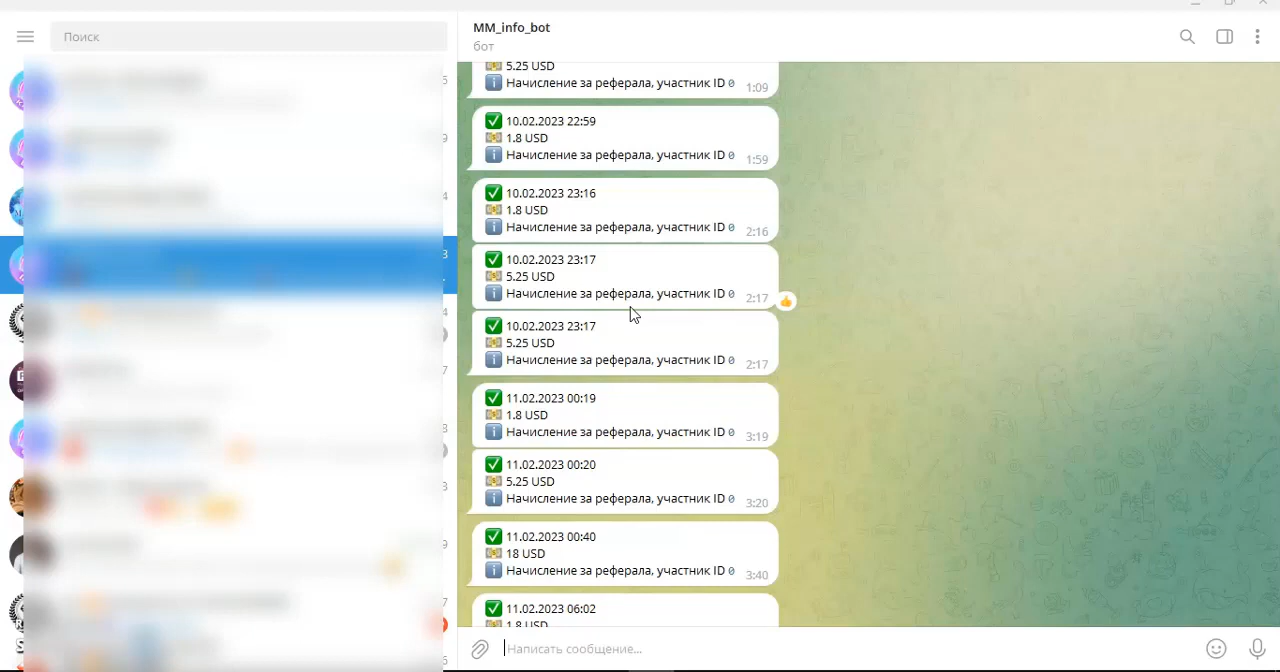 Поиск
MM_info_bot
бот
5.25 USD
Начисление за реферала, участник ID 0
1:09
10.02.2023 22:59
1.8 USD
Начисление за реферала, участник ID 0
1:59
10.02.2023 23:16
1.8 USD
Начисление за реферала, участник ID 0
2:16
10.02.2023 23:17
5.25 USD
Начисление за реферала, участник ID 0
2:17
10.02.2023 23:17
5.25 USD
Начисление за реферала, участник ID 0
2:17
11.02.2023 00:19
1.8 USD
Начисление за реферала, участник ID 0
3:19
11.02.2023 00:20
5.25 USD
Начисление за реферала, участник ID 0
3:20
11.02.2023 00:40
18 USD
Начисление за реферала, участник ID 0
3:40
11.02.2023 06:02
1.8 USD
Написать сообщение...